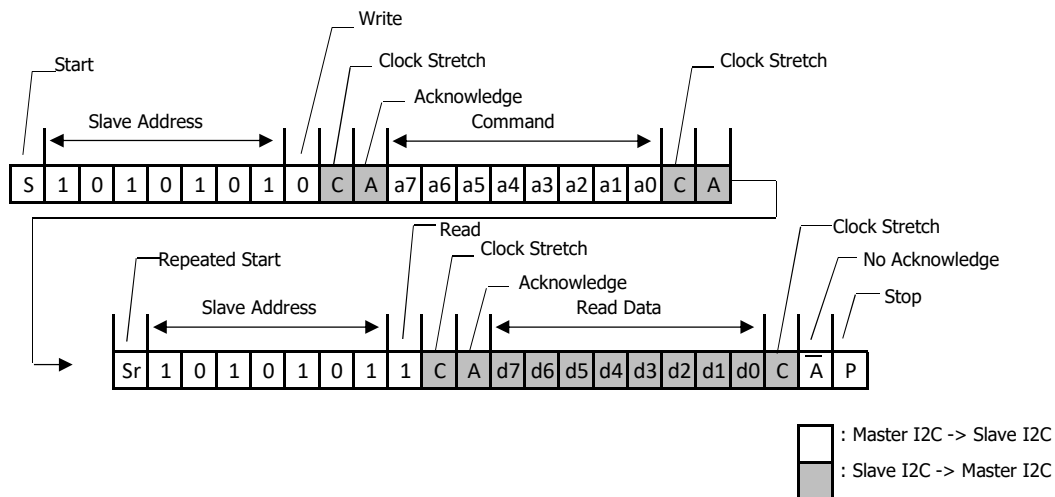 Write
Start
Clock Stretch
Clock Stretch
Acknowledge
Slave Address
Command
S 1 0 1 0 1 0 1 0 C A a7 a6 a5 a4 a3 a2 a1 a0 C A
Read
Clock Stretch
Repeated Start
Clock Stretch
No Acknowledge
Acknowledge
Stop
Slave Address
Read Data
Sr 1 0 1 0 1 0 1 1 C A d7 d6 d5 d4 d3 d2 d1 d0 C A̅ P
: Master I2C -> Slave I2C
: Slave I2C -> Master I2C